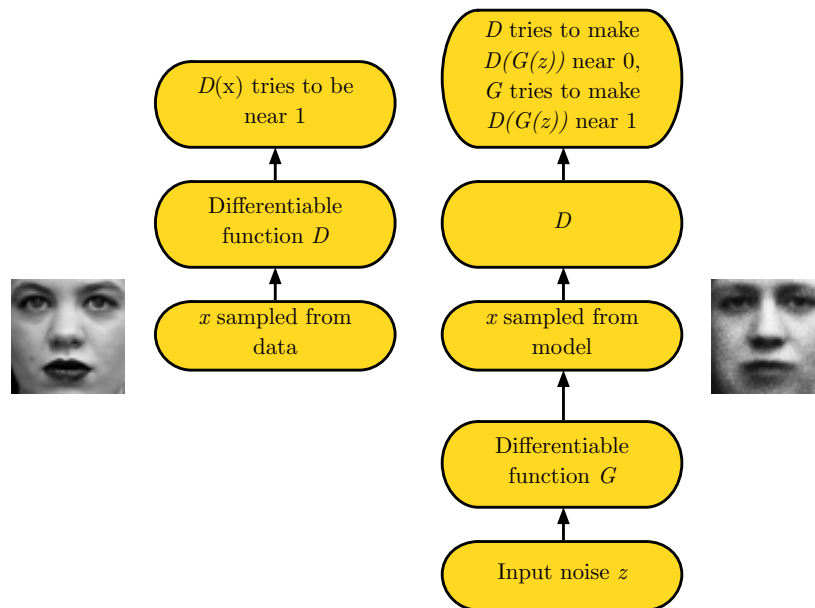 D(x) tries to be
near 1
Differentiable
function D
x sampled from
data
D tries to make
D(G(z)) near 0,
G tries to make
D(G(z)) near 1
D
x sampled from
model
Differentiable
function G
Input noise z